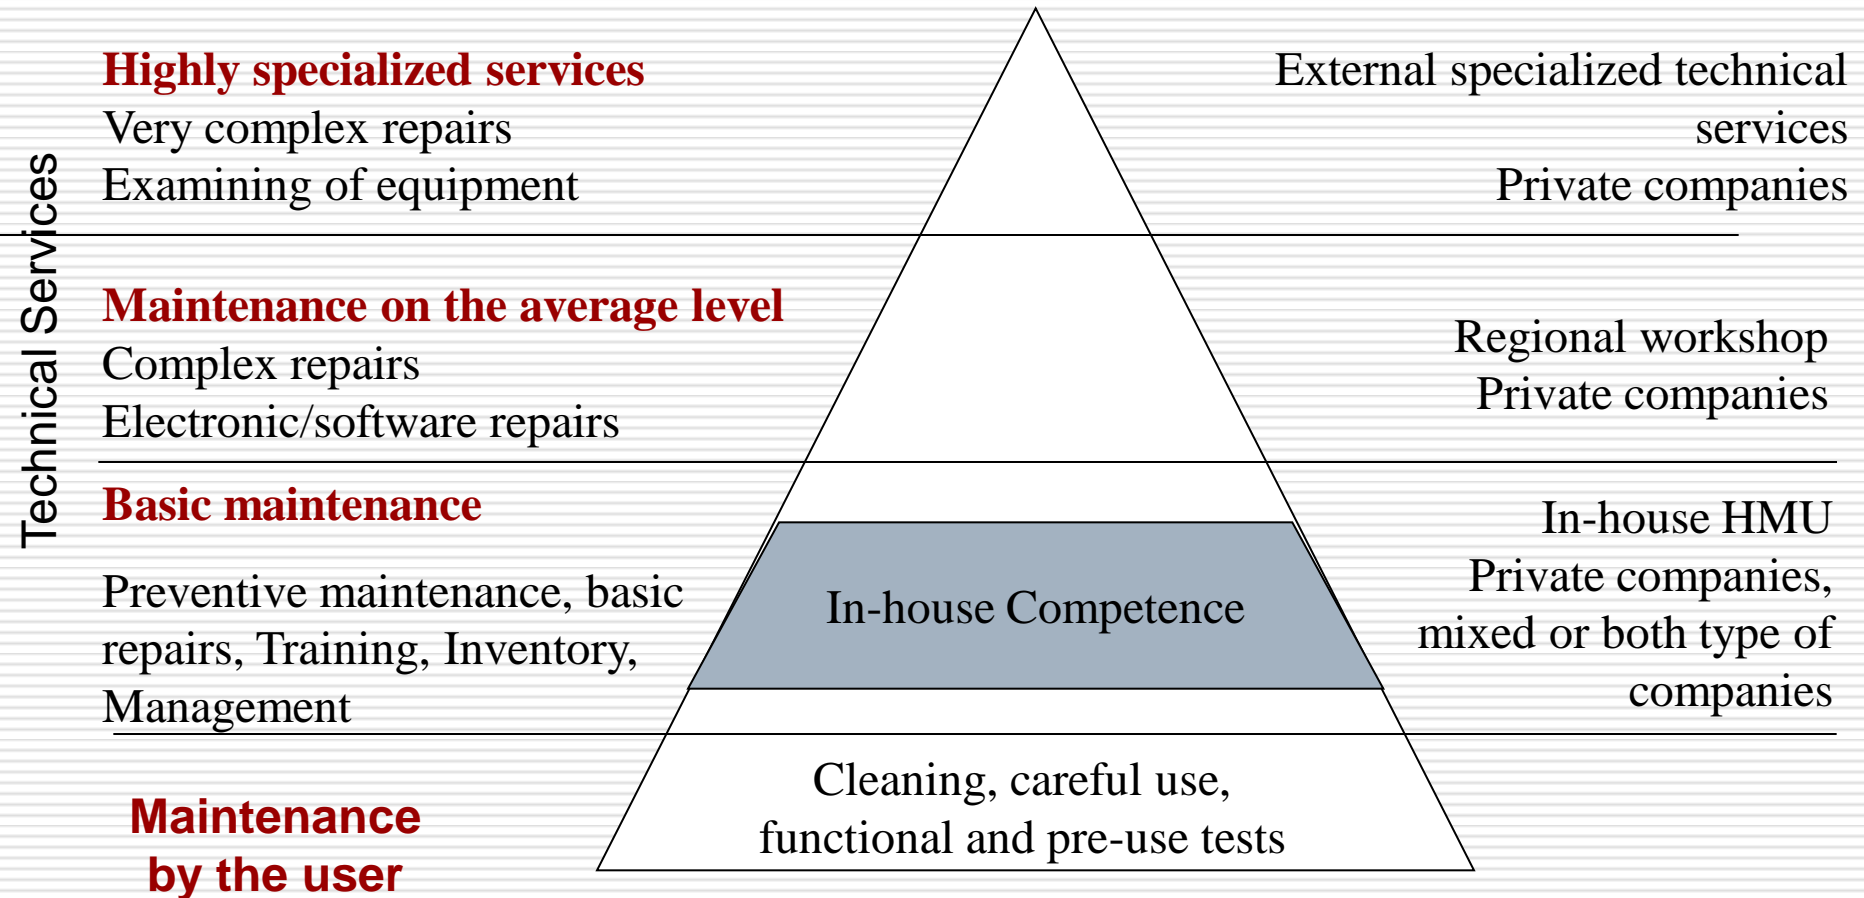 Technical Services
Highly specialized services
Very complex repairs
Examining of equipment
External specialized technical
services
Private companies
Maintenance on the average level
Complex repairs
Electronic/software repairs
Regional workshop
Private companies
Basic maintenance
Preventive maintenance, basic
repairs, Training, Inventory,
Management
In-house Competence
In-house HMU
Private companies,
mixed or both type of
companies
Maintenance
by the user
Cleaning, careful use,
functional and pre-use tests